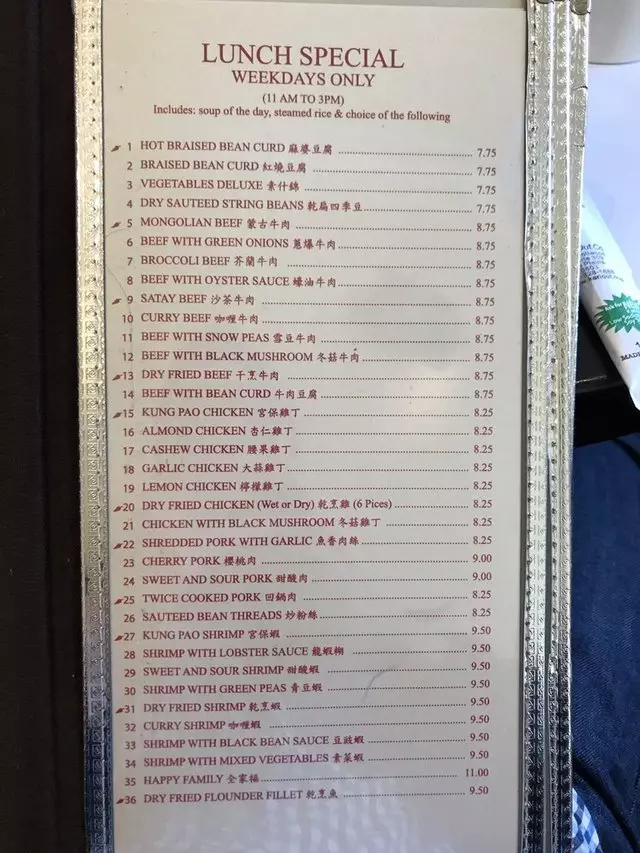 LUNCH SPECIAL
WEEKDAYS ONLY
(11 AM TO 3PM)
Includes: soup of the day, steamed rice & choice of the following
1 HOT BRAISED BEAN CURD 麻婆豆腐 7.75
2 BRAISED BEAN CURD 紅燒豆腐 7.75
3 VEGETABLES DELUXE 素什錦 7.75
4 DRY SAUTEED STRING BEANS 乾扁四季豆 7.75
5 MONGOLIAN BEEF 蒙古牛肉 8.75
6 BEEF WITH GREEN ONIONS 蔥爆牛肉 8.75
7 BROCCOLI BEEF 芥蘭牛肉 8.75
8 BEEF WITH OYSTER SAUCE 蠔油牛肉 8.75
9 SATAY BEEF 沙茶牛肉 8.75
10 CURRY BEEF 咖喱牛肉 8.75
11 BEEF WITH SNOW PEAS 雪豆牛肉 8.75
12 BEEF WITH BLACK MUSHROOM 冬菇牛肉 8.75
13 DRY FRIED BEEF 干烹牛肉 8.75
14 BEEF WITH BEAN CURD 牛肉豆腐 8.75
15 KUNG PAO CHICKEN 宮保雞丁 8.25
16 ALMOND CHICKEN 杏仁雞丁 8.25
17 CASHEW CHICKEN 腰果雞丁 8.25
18 GARLIC CHICKEN 大蒜雞丁 8.25
19 LEMON CHICKEN 檸檬雞丁 8.25
20 DRY FRIED CHICKEN (Wet or Dry) 乾烹雞 (6 Pices) 8.25
21 CHICKEN WITH BLACK MUSHROOM 冬菇雞丁 8.25
22 SHREDDED PORK WITH GARLIC 魚香肉絲 8.25
23 CHERRY PORK 櫻桃肉 9.00
24 SWEET AND SOUR PORK 甜酸肉 9.00
25 TWICE COOKED PORK 回鍋肉 8.25
26 SAUTEED BEAN THREADS 炒粉絲 8.25
27 KUNG PAO SHRIMP 宮保蝦 9.50
28 SHRIMP WITH LOBSTER SAUCE 龍蝦糊 9.50
29 SWEET AND SOUR SHRIMP 甜酸蝦 9.50
30 SHRIMP WITH GREEN PEAS 青豆蝦 9.50
31 DRY FRIED SHRIMP 乾烹蝦 9.50
32 CURRY SHRIMP 咖喱蝦 9.50
33 SHRIMP WITH BLACK BEAN SAUCE 豆豉蝦 9.50
34 SHRIMP WITH MIXED VEGETABLES 素菜蝦 9.50
35 HAPPY FAMILY 全家福 11.00
36 DRY FRIED FLOUNDER FILLET 乾烹魚 9.50